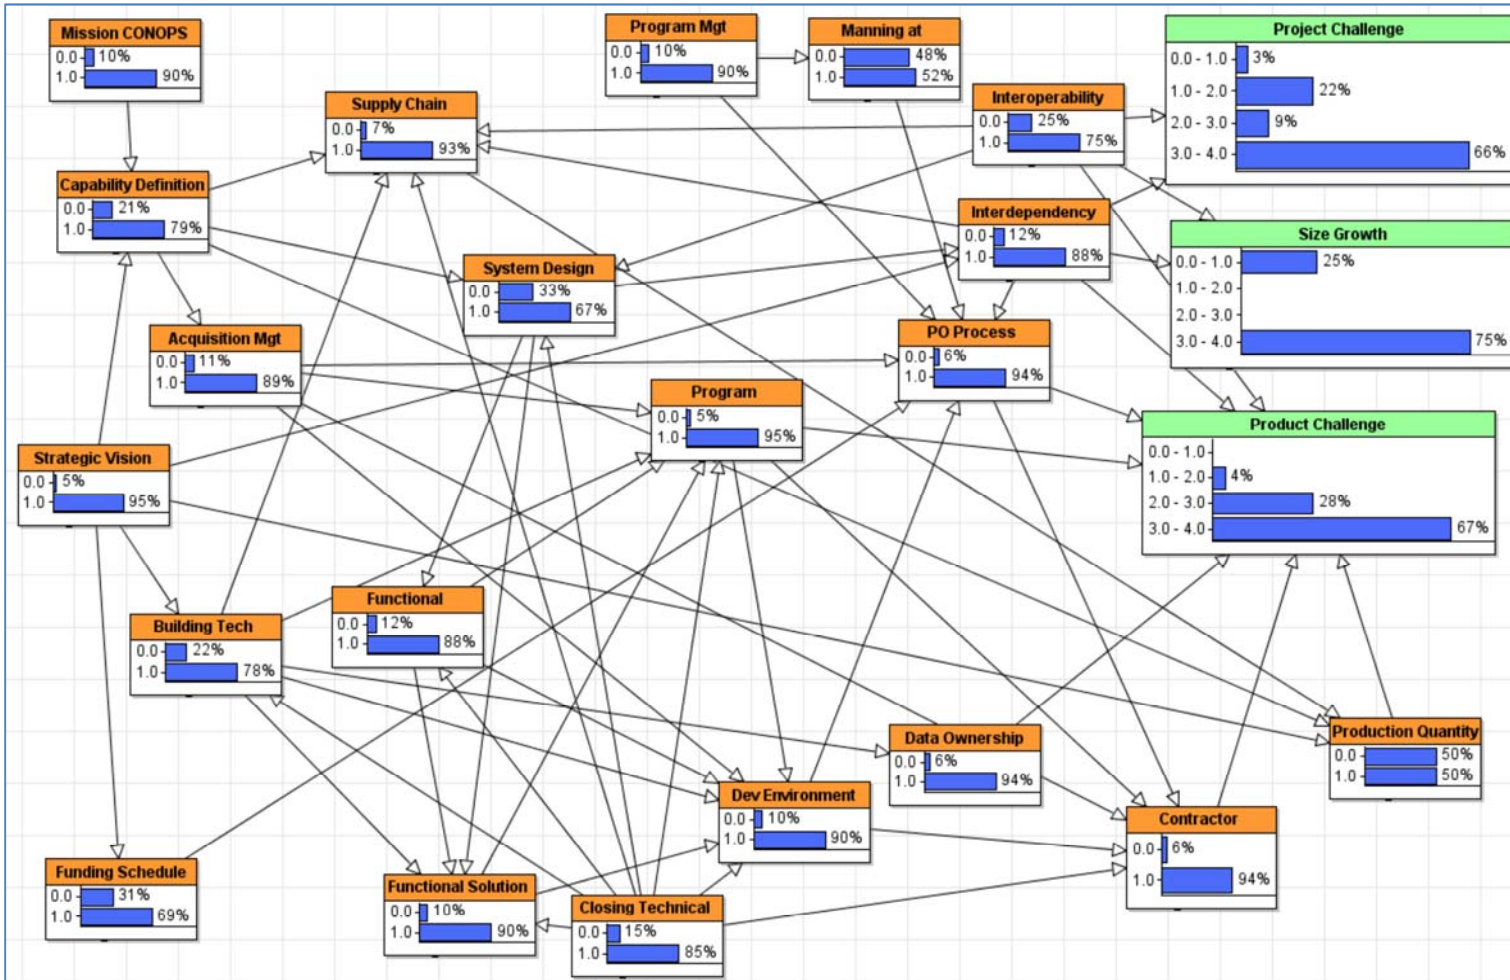 Mission CONOPS
0.0 10%
1.0 90%
Program Mgt
0.0 10%
1.0 90%
Manning at
0.0 48%
1.0 52%
Project Challenge
0.0 - 1.0 3%
1.0 - 2.0 22%
2.0 - 3.0 9%
3.0 - 4.0 66%
Supply Chain
0.0 7%
1.0 93%
Interoperability
0.0 25%
1.0 75%
Capability Definition
0.0 21%
1.0 79%
Interdependency
0.0 12%
1.0 88%
Size Growth
0.0 - 1.0 25%
1.0 - 2.0
2.0 - 3.0
3.0 - 4.0 75%
System Design
0.0 33%
1.0 67%
Acquisition Mgt
0.0 11%
1.0 89%
PO Process
0.0 6%
1.0 94%
Program
0.0 5%
1.0 95%
Product Challenge
0.0 - 1.0
1.0 - 2.0 4%
2.0 - 3.0 28%
3.0 - 4.0 67%
Strategic Vision
0.0 5%
1.0 95%
Functional
0.0 12%
1.0 88%
Building Tech
0.0 22%
1.0 78%
Data Ownership
0.0 6%
1.0 94%
Production Quantity
0.0 50%
1.0 50%
Dev Environment
0.0 10%
1.0 90%
Contractor
0.0 6%
1.0 94%
Funding Schedule
0.0 31%
1.0 69%
Functional Solution
0.0 10%
1.0 90%
Closing Technical
0.0 15%
1.0 85%